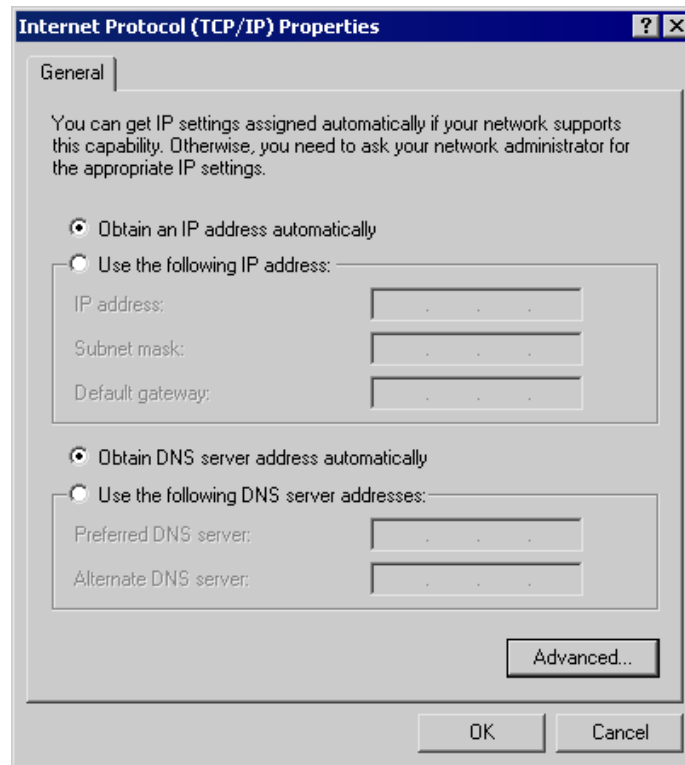 Internet Protocol (TCP/IP) Properties
General
You can get IP settings assigned automatically if your network supports
this capability. Otherwise, you need to ask your network administrator for
the appropriate IP settings.
Obtain an IP address automatically
Use the following IP address:
IP address:
Subnet mask:
Default gateway:
Obtain DNS server address automatically
Use the following DNS server addresses:
Preferred DNS server:
Alternate DNS server:
Advanced...
OK Cancel